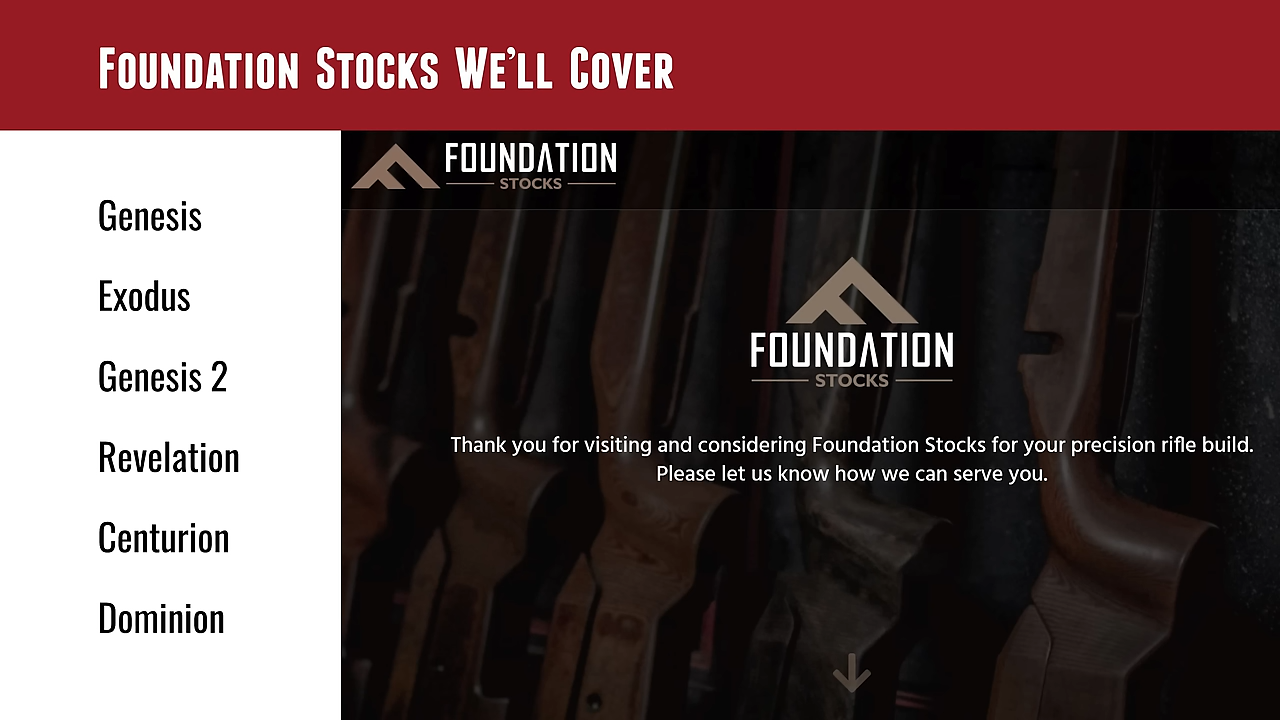 Foundation Stocks We'll Cover
Genesis
Exodus
Genesis 2
Revelation
Centurion
Dominion
FOUNDATION
STOCKS
FOUNDATION
STOCKS
Thank you for visiting and considering Foundation Stocks for your precision rifle build.
Please let us know how we can serve you.